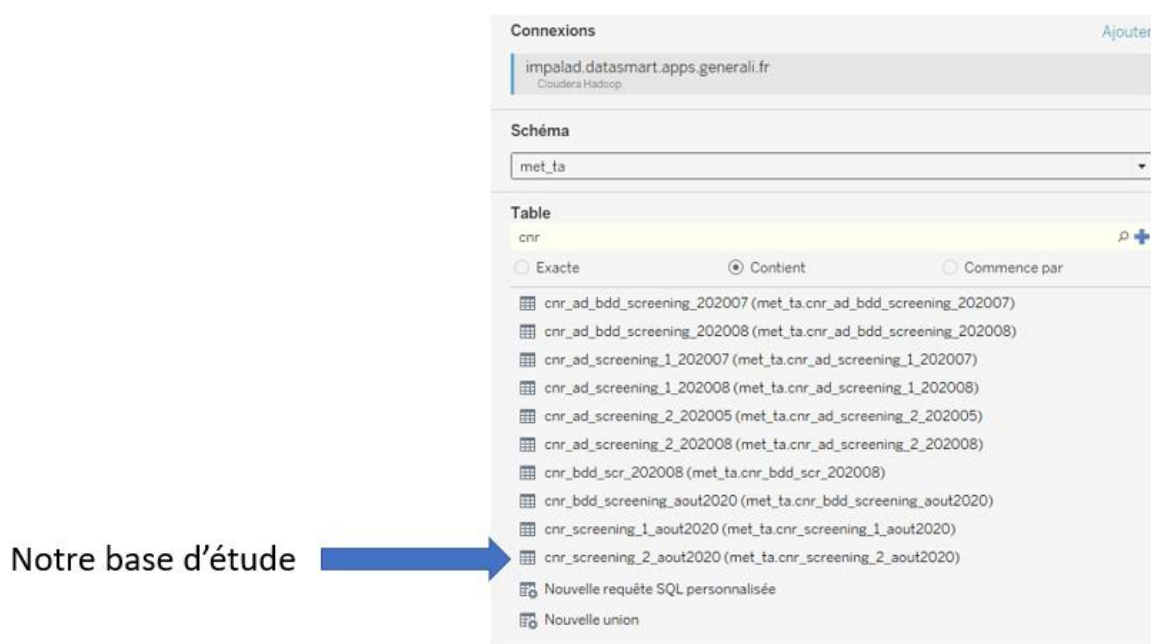 Connexions Ajouter
impalad.datasmart.apps.generali.fr
Cloudera Hadoop
Schéma
met_ta
Table
cnr
Exacte Contient Commence par
cnr_ad_bdd_screening_202007 (met_ta.cnr_ad_bdd_screening_202007)
cnr_ad_bdd_screening_202008 (met_ta.cnr_ad_bdd_screening_202008)
cnr_ad_screening_1_202007 (met_ta.cnr_ad_screening_1_202007)
cnr_ad_screening_1_202008 (met_ta.cnr_ad_screening_1_202008)
cnr_ad_screening_2_202005 (met_ta.cnr_ad_screening_2_202005)
cnr_ad_screening_2_202008 (met_ta.cnr_ad_screening_2_202008)
cnr_bdd_scr_202008 (met_ta.cnr_bdd_scr_202008)
cnr_bdd_screening_aout2020 (met_ta.cnr_bdd_screening_aout2020)
cnr_screening_1_aout2020 (met_ta.cnr_screening_1_aout2020)
Notre base d'étude cnr_screening_2_aout2020 (met_ta.cnr_screening_2_aout2020)
Nouvelle requête SQL personnalisée
Nouvelle union